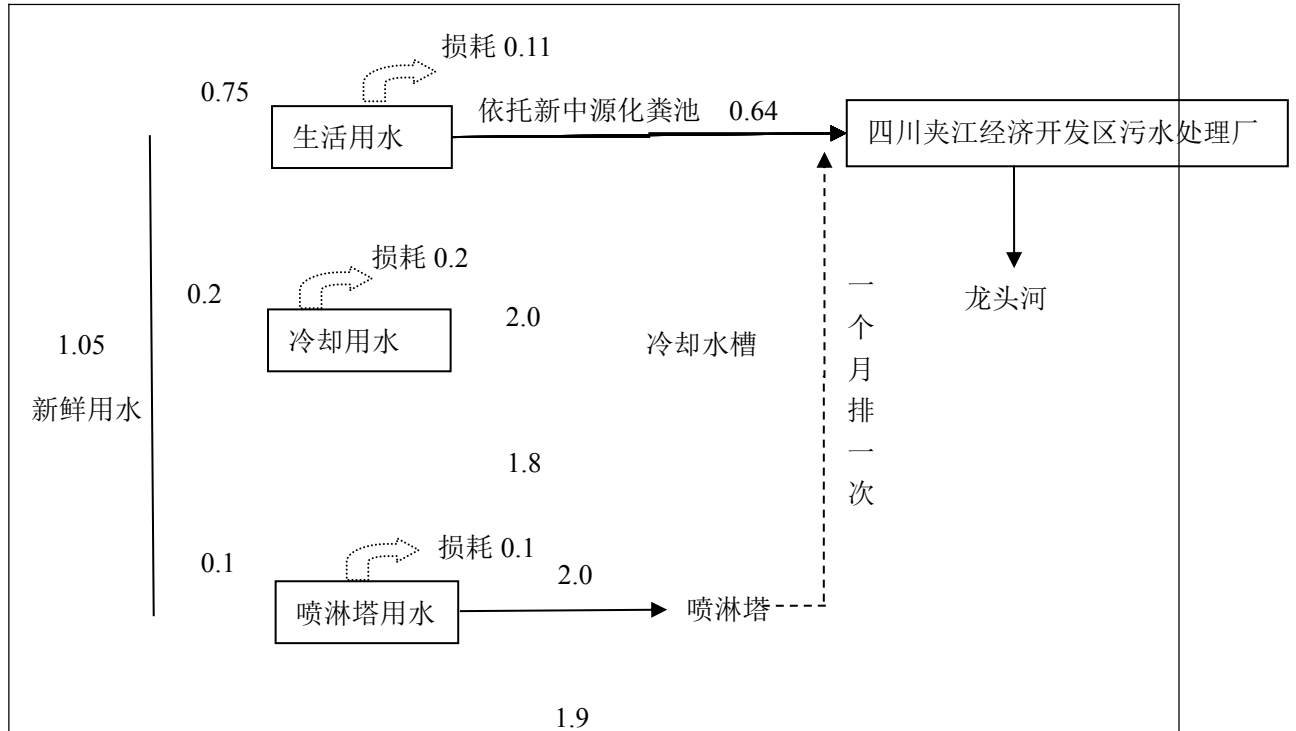 损耗 0.11
0.75
依托新中源化粪池 0.64
生活用水
四川夹江经济开发区污水处理厂
损耗 0.2
0.2
2.0
冷却用水
冷却水槽
一个月排一次
龙头河
1.05
新鲜用水
1.8
损耗 0.1
0.1
2.0
喷淋塔用水
喷淋塔
1.9